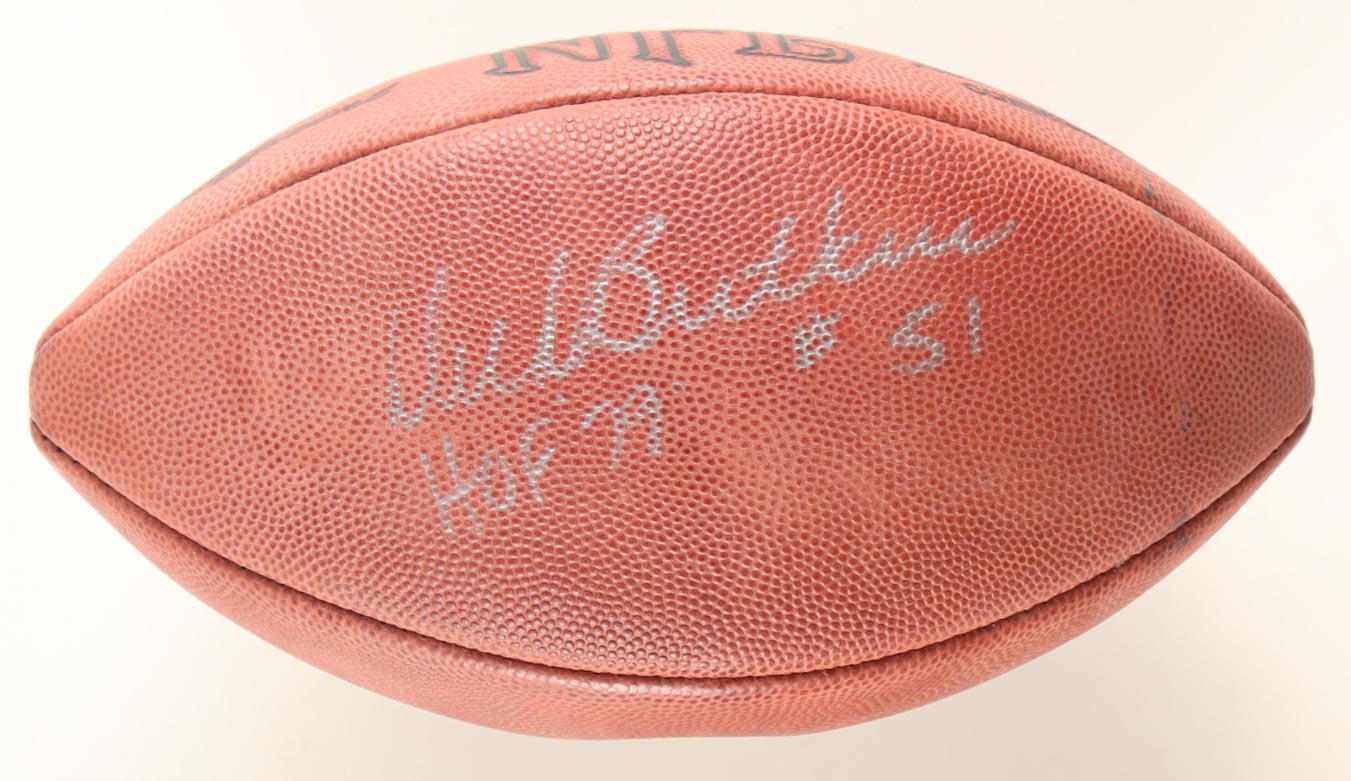 NFL
Dick Butkus
# 51
HOF "79"